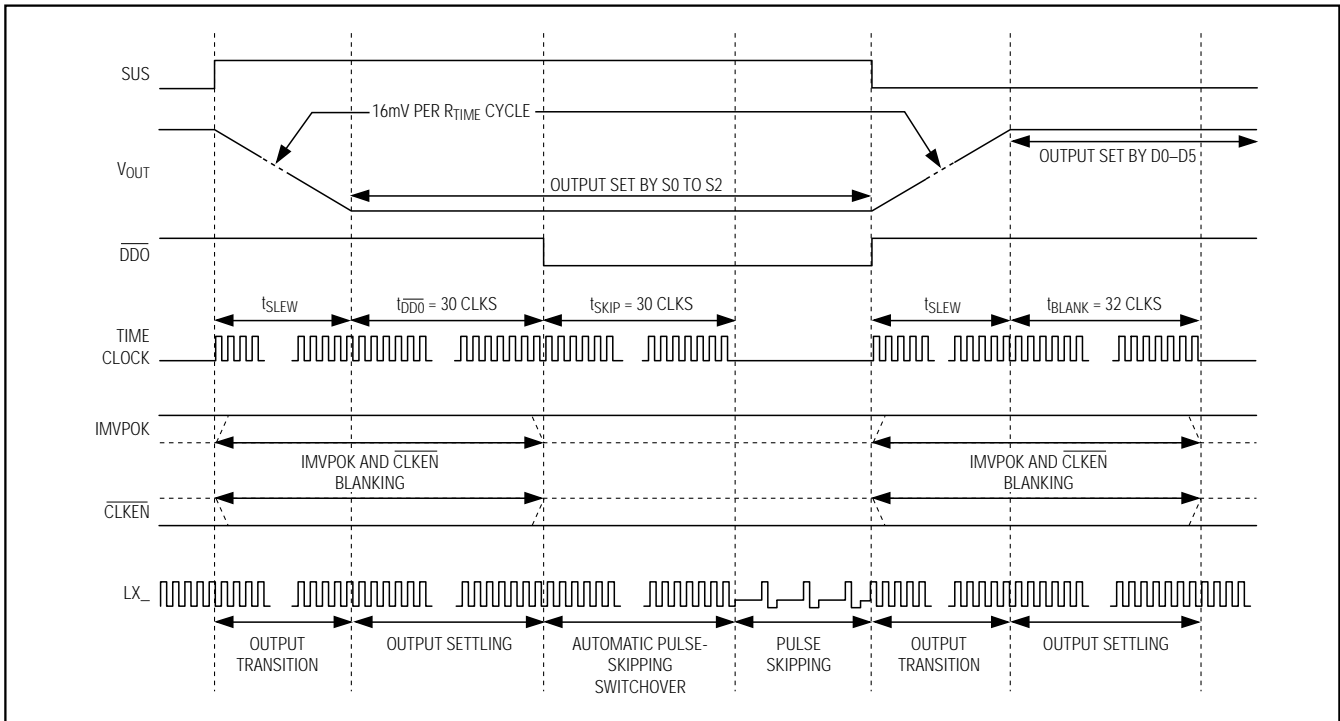 SUS
16mV PER RTIME CYCLE
VOUT
OUTPUT SET BY D0–D5
OUTPUT SET BY S0 TO S2
DDO
tSLEW
tDDO = 30 CLKS
tSKIP = 30 CLKS
tSLEW
tBLANK = 32 CLKS
TIME
CLOCK
IMVPOK
IMVPOK AND CLKEN
BLANKING
IMVPOK AND CLKEN
BLANKING
CLKEN
LX_
OUTPUT
TRANSITION
OUTPUT SETTLING
AUTOMATIC PULSE-
SKIPPING
SWITCHOVER
PULSE
SKIPPING
OUTPUT
TRANSITION
OUTPUT SETTLING